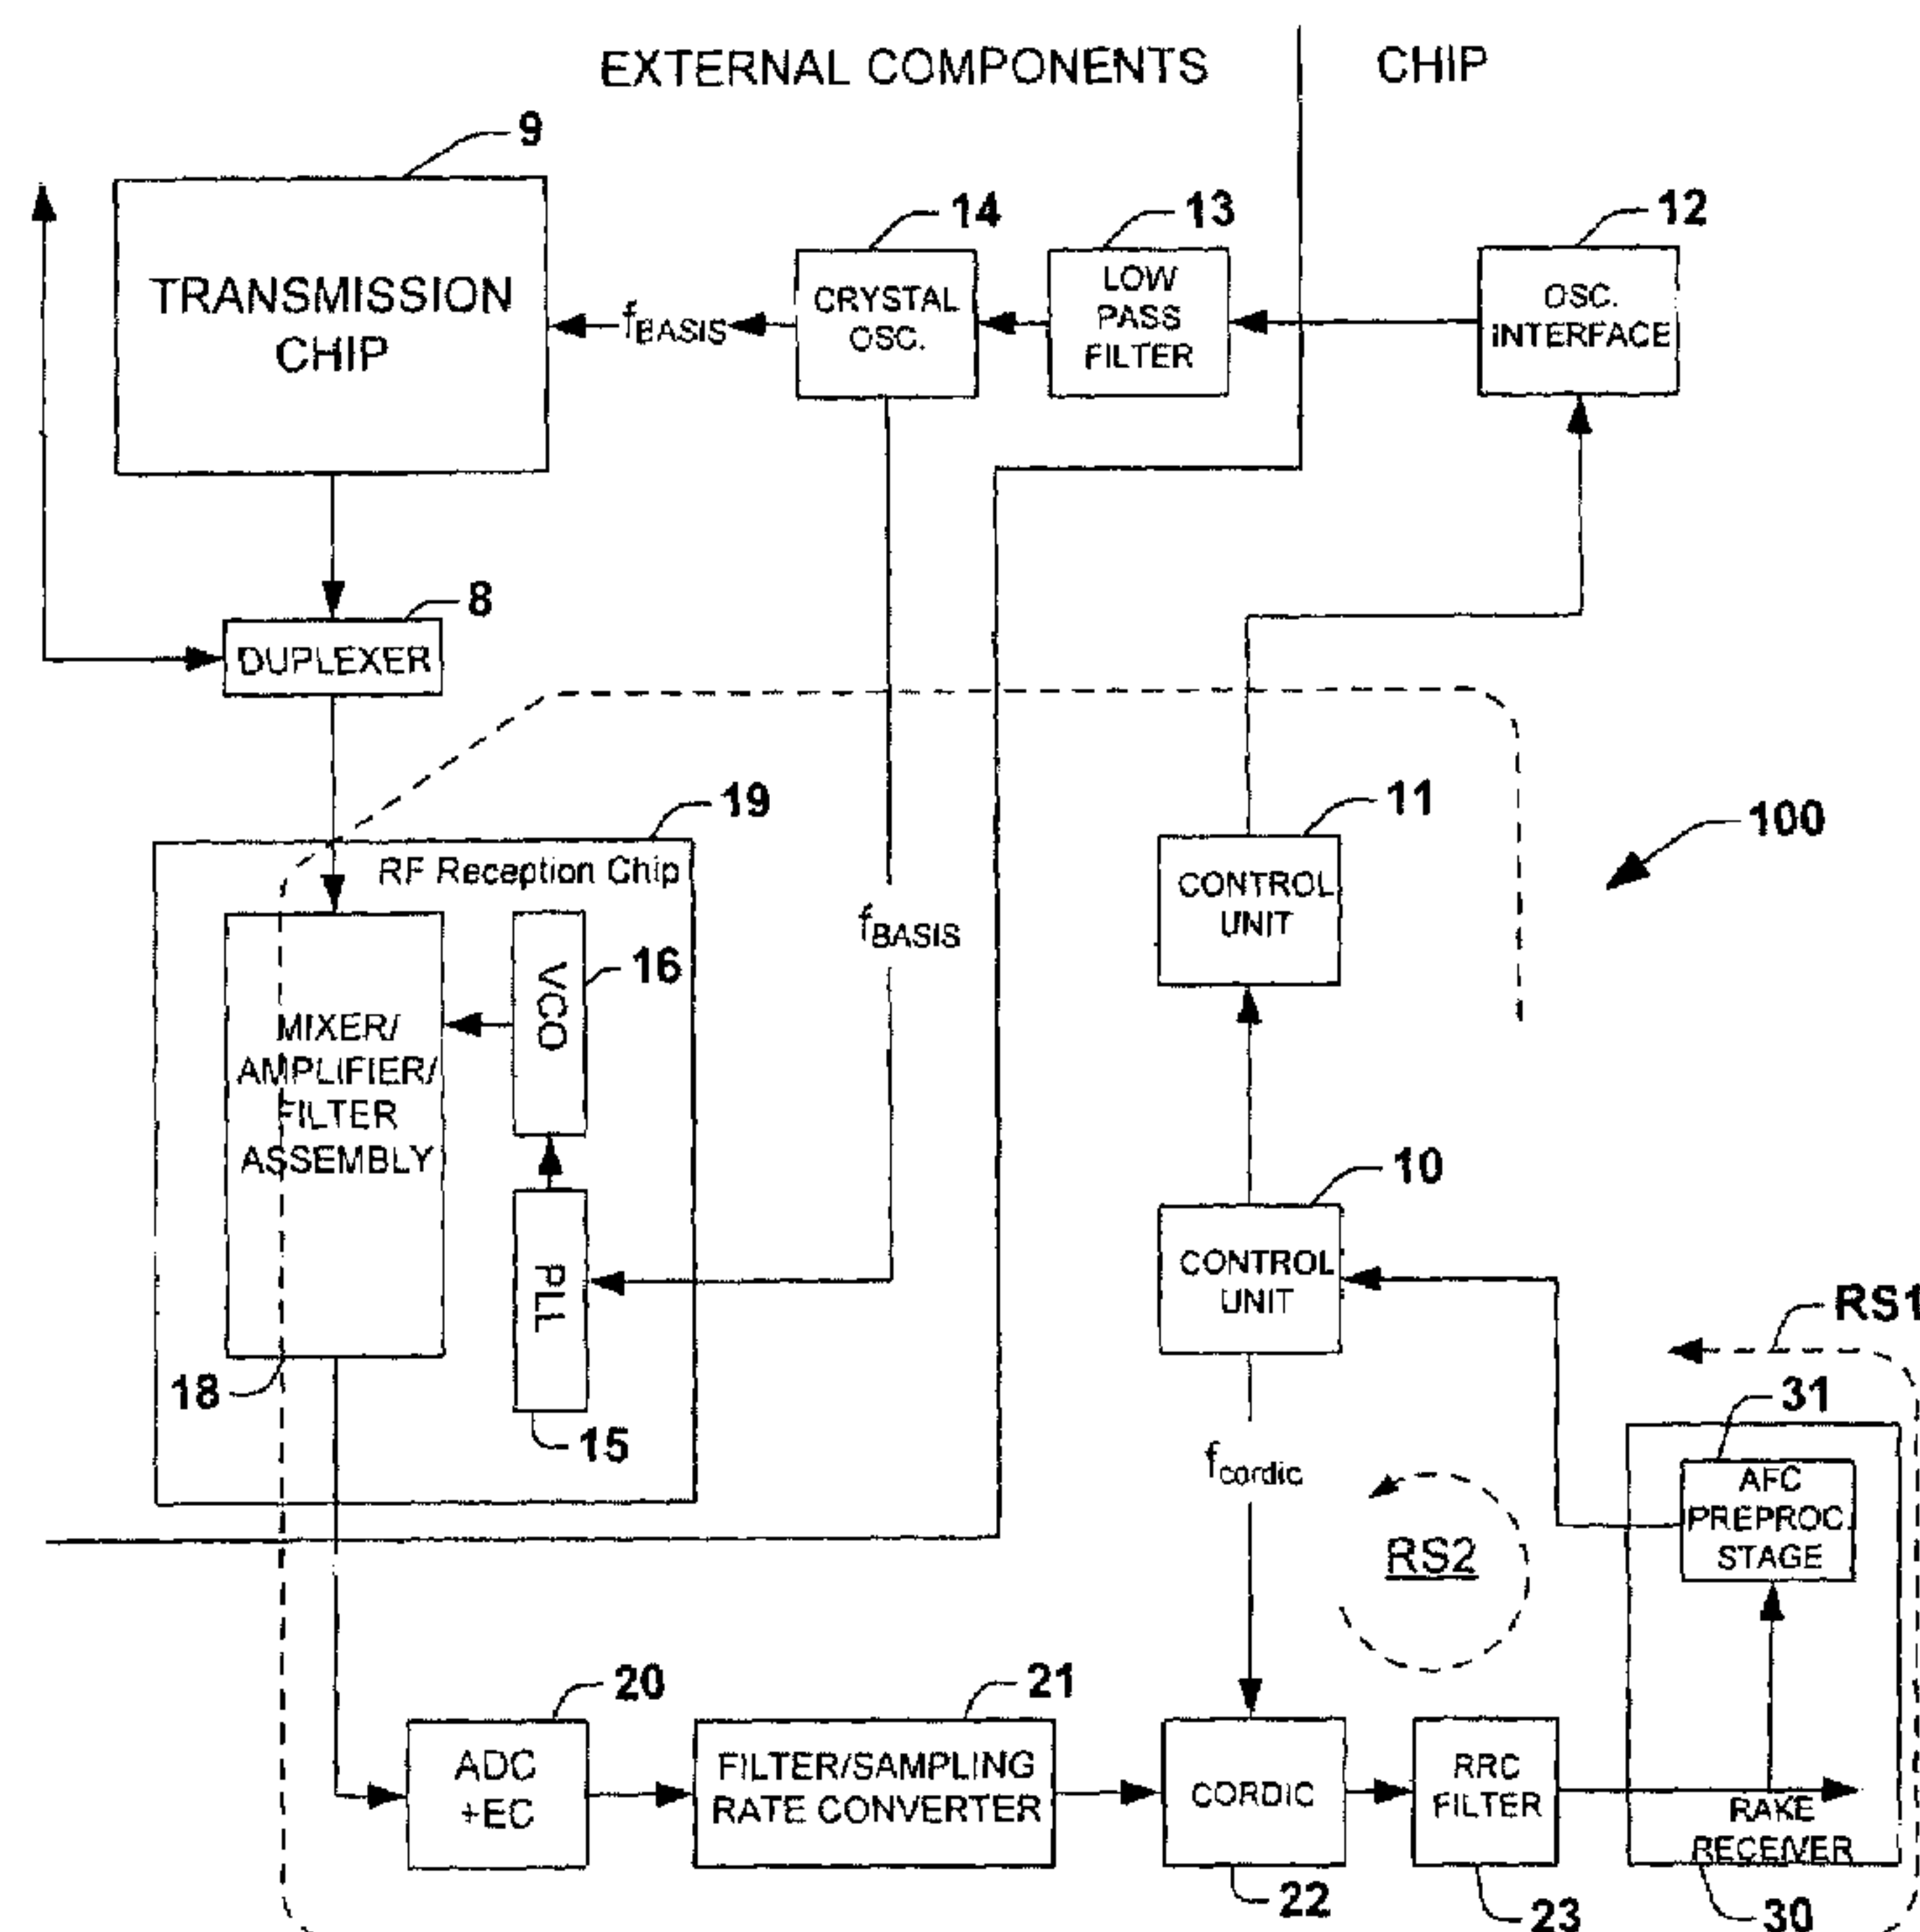 EXTERNAL COMPONENTS
CHIP
9
14
13
12
TRANSMISSION
CHIP
fBASIS
CRYSTAL
OSC.
LOW
PASS
FILTER
OSC.
INTERFACE
8
DUPLEXER
19
RF Reception Chip
11
100
CONTROL
UNIT
fBASIS
VCO
16
MIXER/
AMPLIFIER/
FILTER
ASSEMBLY
10
CONTROL
UNIT
PLL
RS1
18
15
31
fcordic
AFC
PREPROC
STAGE
RS2
20
21
ADC
+EC
FILTER/SAMPLING
RATE CONVERTER
CORDIC
RRC
FILTER
RAKE
RECEIVER
22
23
30